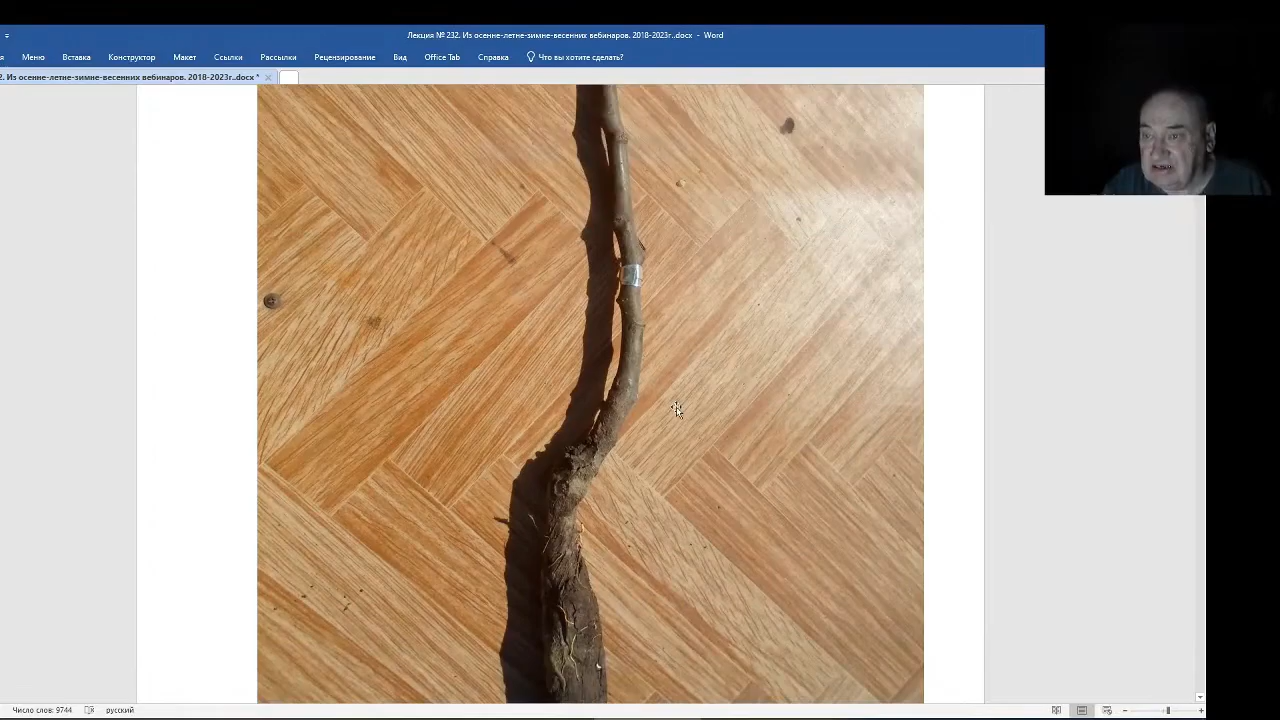 Лекция № 232. Из осенне-летне-зимне-весенних вебинаров. 2018-2023г..docx - Word
Меню Вставка Конструктор Макет Ссылки Рассылки Рецензирование Вид Office Tab Справка Что вы хотите сделать?
2. Из осенне-летне-зимне-весенних вебинаров. 2018-2023г..docx *
Число слов: 9744 русский